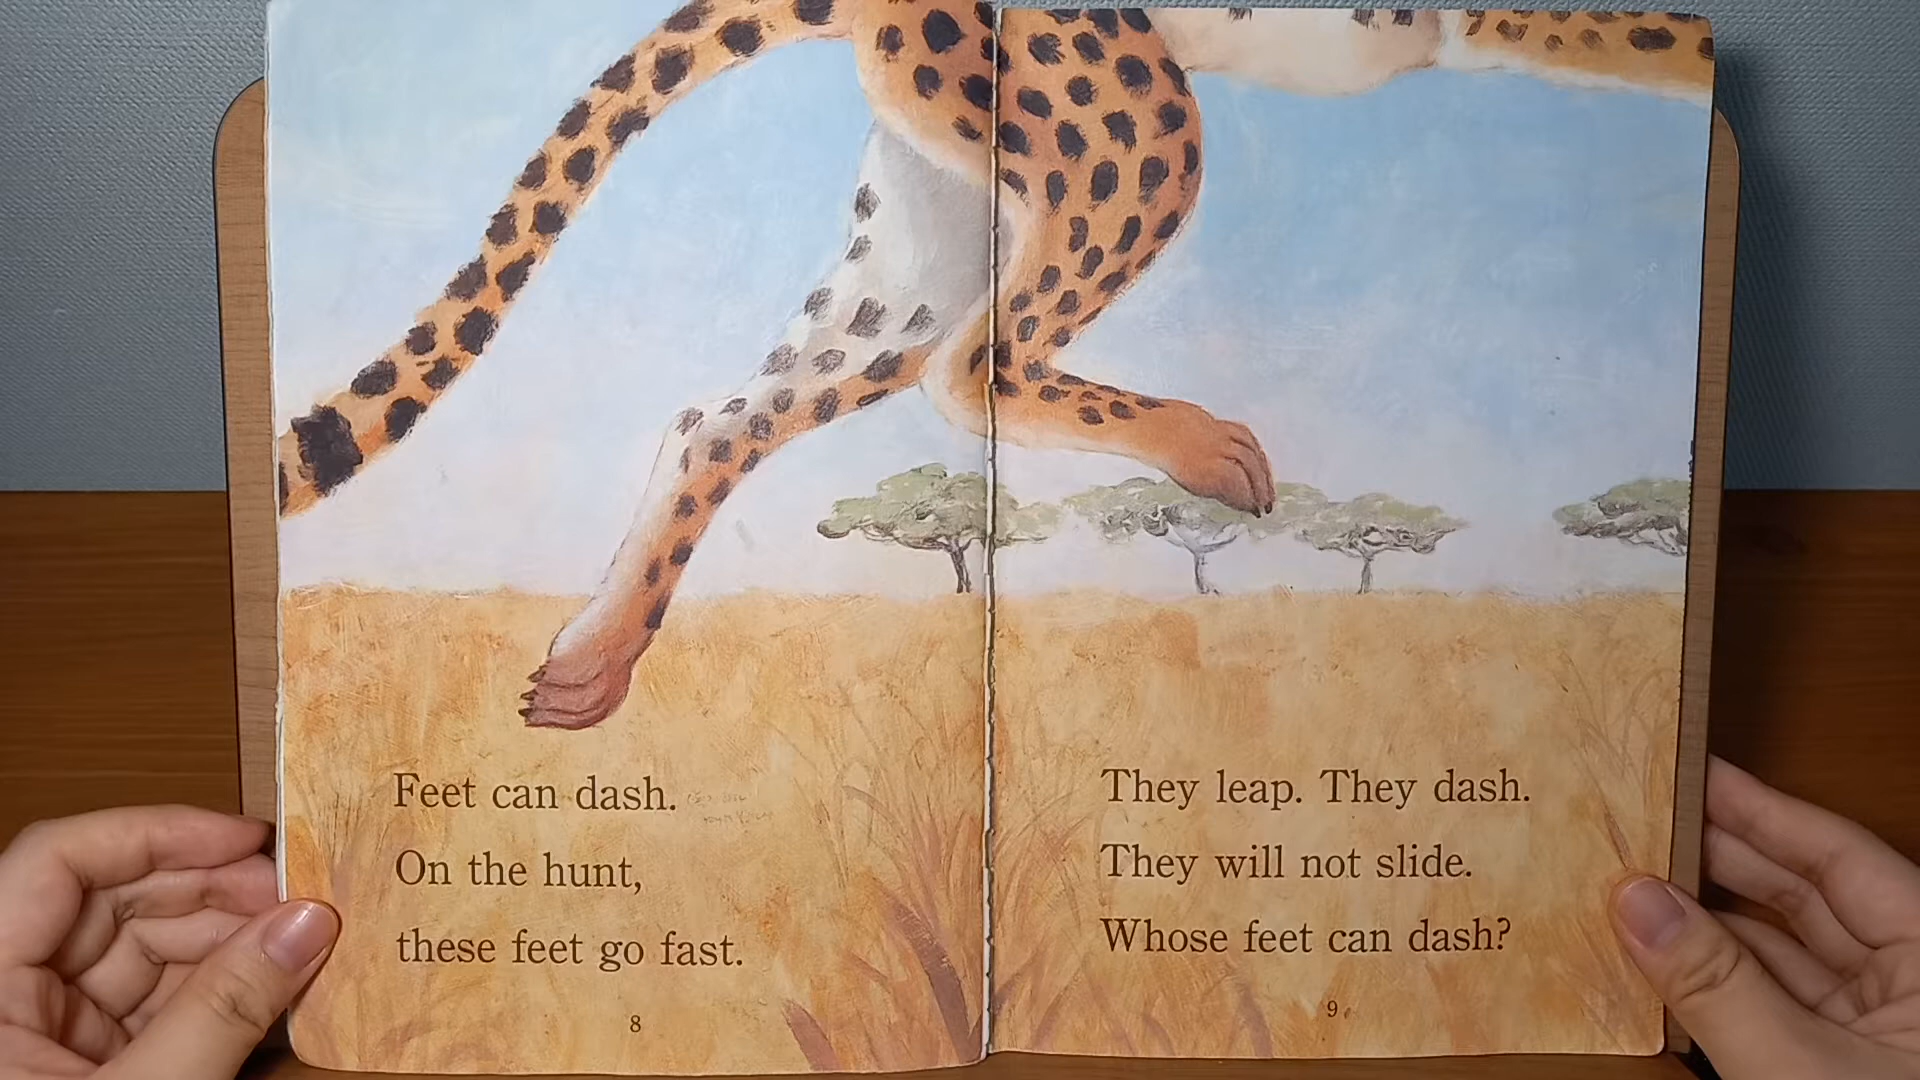 Feet can dash.
On the hunt,
these feet go fast.
8
They leap. They dash.
They will not slide.
Whose feet can dash?
9